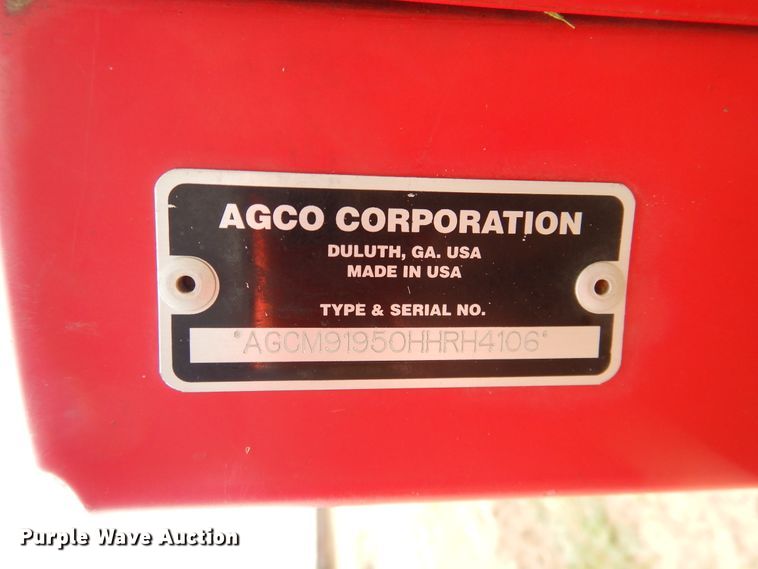 AGCO CORPORATION
DULUTH, GA. USA
MADE IN USA
TYPE & SERIAL NO.
*AGCM91950HHRH4106*
Purple Wave Auction